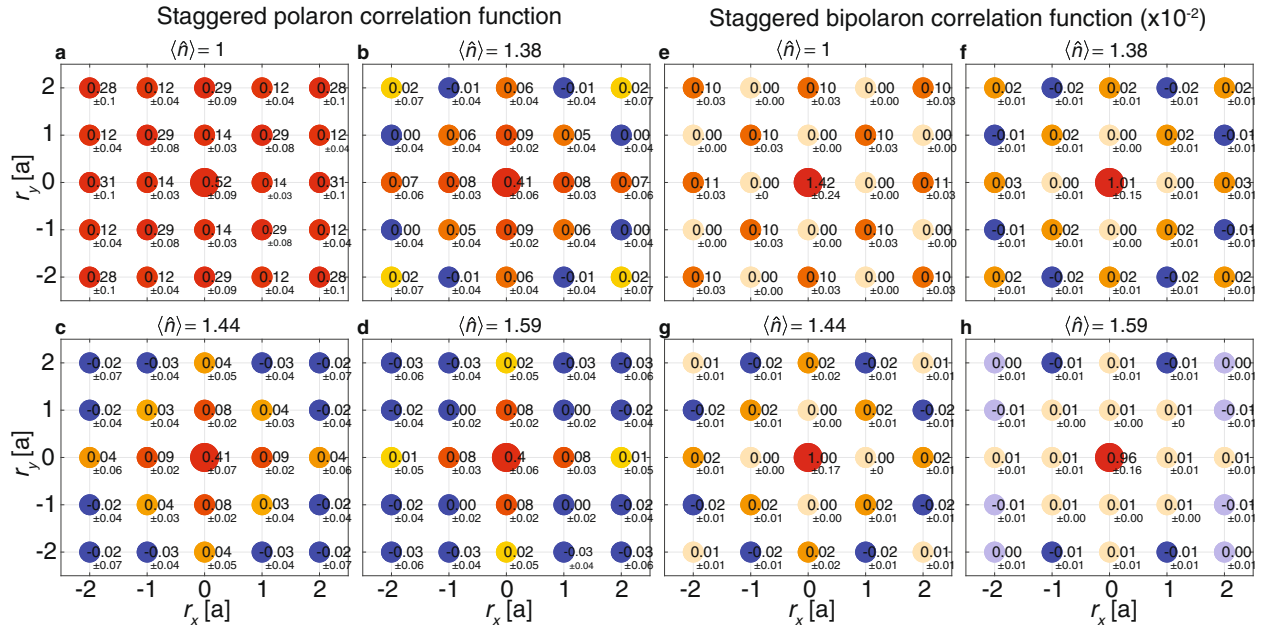 Staggered polaron correlation function
Staggered bipolaron correlation function (x10⁻²)
a ⟨n̂⟩ = 1
b ⟨n̂⟩ = 1.38
e ⟨n̂⟩ = 1
f ⟨n̂⟩ = 1.38
2 0.28 0.12 0.29 0.12 0.28 0.02 -0.01 0.06 -0.01 0.02 0.10 0.00 0.10 0.00 0.10 0.02 -0.01 0.02 -0.01 0.02
±0.1 ±0.04 ±0.09 ±0.04 ±0.1 ±0.07 ±0.04 ±0.04 ±0.04 ±0.07 ±0.03 ±0.00 ±0.03 ±0.00 ±0.03 ±0.01 ±0.01 ±0.01 ±0.01 ±0.01
1 0.12 0.29 0.14 0.29 0.12 0.00 0.06 0.09 0.05 0.00 0.00 0.10 0.00 0.10 0.00 -0.01 0.02 0.00 0.02 -0.01
±0.04 ±0.08 ±0.03 ±0.08 ±0.04 ±0.04 ±0.03 ±0.02 ±0.03 ±0.04 ±0.00 ±0.03 ±0.00 ±0.03 ±0.00 ±0.01 ±0.01 ±0.00 ±0.01 ±0.01
r_y [a] 0 0.31 0.14 0.52 0.14 0.31 0.07 0.08 0.41 0.08 0.07 r_y [a] 0.11 0.00 1.42 0.00 0.11 0.03 0.00 1.01 0.00 0.03
±0.1 ±0.03 ±0.09 ±0.03 ±0.1 ±0.06 ±0.03 ±0.06 ±0.03 ±0.06 ±0.03 ±0 ±0.24 ±0.00 ±0.03 ±0.01 ±0.01 ±0.15 ±0.00 ±0.01
-1 0.12 0.29 0.14 0.29 0.12 0.00 0.05 0.09 0.06 0.00 0.00 0.10 0.00 0.10 0.00 -0.01 0.02 0.00 0.02 -0.01
±0.04 ±0.08 ±0.03 ±0.08 ±0.04 ±0.04 ±0.03 ±0.02 ±0.04 ±0.04 ±0.00 ±0.03 ±0.00 ±0.03 ±0.00 ±0.01 ±0.01 ±0.00 ±0.01 ±0.01
-2 0.28 0.12 0.29 0.12 0.28 0.02 -0.01 0.06 -0.01 0.02 0.10 0.00 0.10 0.00 0.10 0.02 -0.01 0.02 -0.01 0.02
±0.1 ±0.04 ±0.09 ±0.04 ±0.1 ±0.07 ±0.04 ±0.04 ±0.04 ±0.07 ±0.03 ±0.00 ±0.03 ±0.00 ±0.03 ±0.01 ±0.01 ±0.01 ±0.01 ±0.01
c ⟨n̂⟩ = 1.44
d ⟨n̂⟩ = 1.59
g ⟨n̂⟩ = 1.44
h ⟨n̂⟩ = 1.59
2 -0.02 -0.03 0.04 -0.03 -0.02 -0.03 -0.03 0.02 -0.03 -0.03 0.01 -0.01 0.02 -0.01 0.01 0.00 -0.01 0.01 -0.01 0.00
±0.07 ±0.04 ±0.05 ±0.04 ±0.07 ±0.06 ±0.04 ±0.05 ±0.04 ±0.06 ±0.01 ±0.01 ±0.02 ±0.01 ±0.01 ±0.01 ±0.01 ±0.01 ±0.01 ±0.01
1 -0.02 0.03 0.08 0.04 -0.02 -0.02 0.00 0.08 0.00 -0.02 -0.02 0.02 0.00 0.02 -0.02 -0.01 0.01 0.01 0.01 -0.01
±0.04 ±0.03 ±0.02 ±0.03 ±0.04 ±0.04 ±0.02 ±0.02 ±0.02 ±0.04 ±0.01 ±0.01 ±0.00 ±0.01 ±0.01 ±0.01 ±0.00 ±0.00 ±0 ±0.01
r_y [a] 0 0.04 0.09 0.41 0.09 0.04 0.01 0.08 0.4 0.08 0.01 r_y [a] 0.02 0.00 1.00 0.00 0.02 0.01 0.01 0.96 0.01 0.01
±0.06 ±0.02 ±0.07 ±0.02 ±0.06 ±0.05 ±0.03 ±0.06 ±0.03 ±0.05 ±0.01 ±0.00 ±0.17 ±0 ±0.01 ±0.01 ±0.01 ±0.16 ±0.01 ±0.01
-1 -0.02 0.04 0.08 0.03 -0.02 -0.02 0.00 0.08 0.00 -0.02 -0.02 0.02 0.00 0.02 -0.02 -0.01 0.01 0.01 0.01 -0.01
±0.04 ±0.03 ±0.02 ±0.02 ±0.04 ±0.04 ±0.02 ±0.02 ±0.02 ±0.04 ±0.01 ±0.01 ±0.00 ±0.01 ±0.01 ±0.01 ±0.00 ±0.00 ±0 ±0.01
-2 -0.02 -0.03 0.04 -0.03 -0.02 -0.03 -0.03 0.02 -0.03 -0.03 0.01 -0.01 0.02 -0.01 0.01 0.00 -0.01 0.01 -0.01 0.00
±0.07 ±0.04 ±0.05 ±0.04 ±0.07 ±0.06 ±0.04 ±0.05 ±0.04 ±0.06 ±0.01 ±0.01 ±0.02 ±0.01 ±0.01 ±0.01 ±0.01 ±0.01 ±0.01 ±0.01
-2 -1 0 1 2 -2 -1 0 1 2 -2 -1 0 1 2 -2 -1 0 1 2
r_x [a] r_x [a] r_x [a] r_x [a]